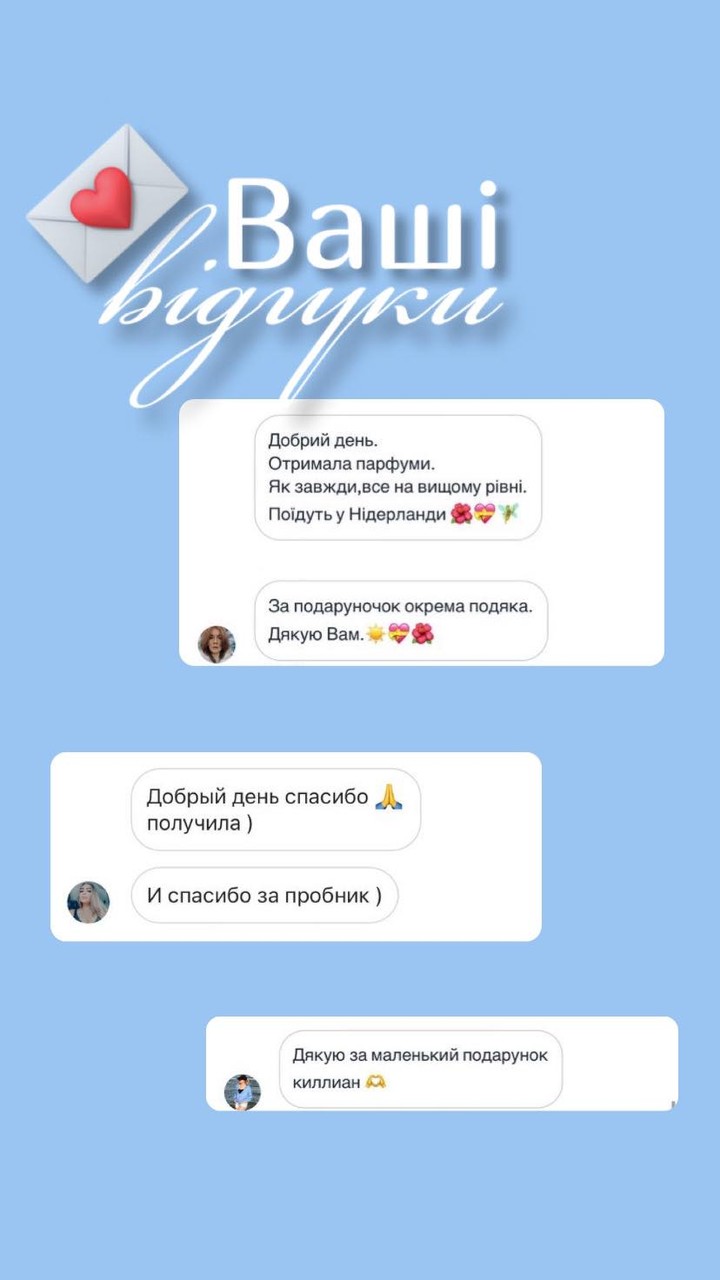 Ваші
відгуки
Добрий день.
Отримала парфуми.
Як завжди,все на вищому рівні.
Поїдуть у Нідерланди 🌺💝🧚
За подаруночок окрема подяка.
Дякую Вам.☀️💝🌺
Добрый день спасибо 🙏
получила )
И спасибо за пробник )
Дякую за маленький подарунок
киллиан 🫶